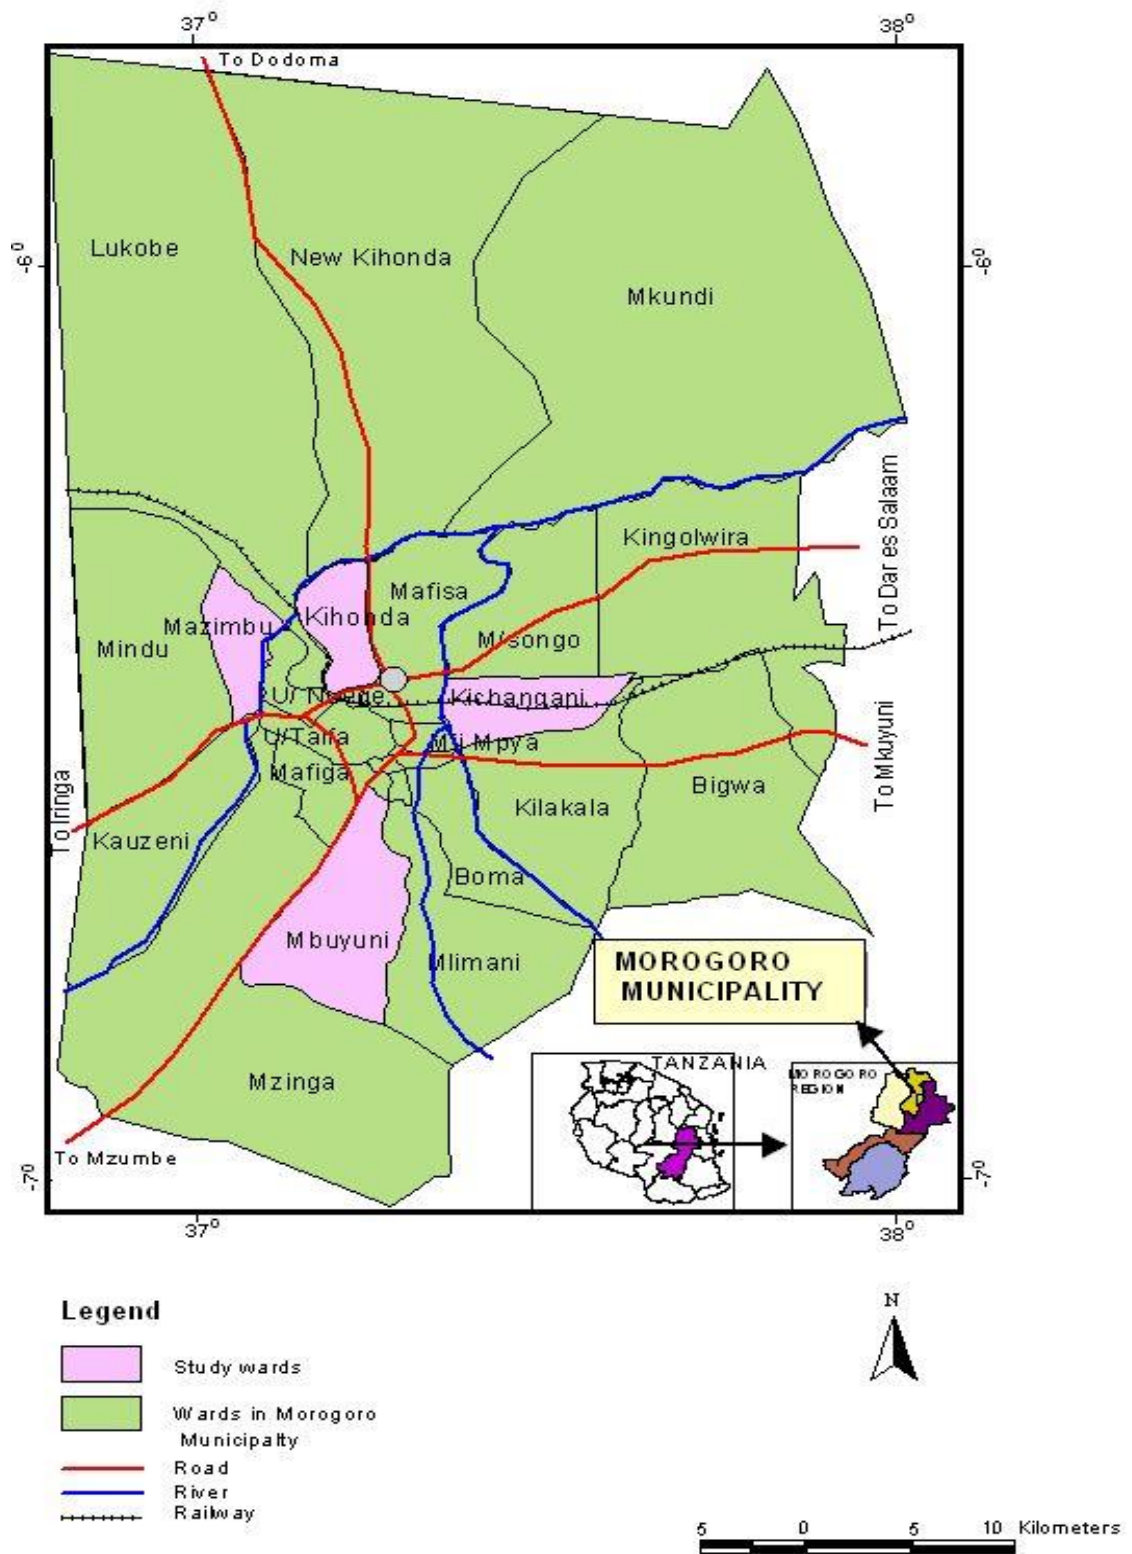 37° 38°
To Dodoma
Lukobe
New Kihonda
Mkundi
-6° -6°
To Dar es Salaam
Kingolwira
Mafisa
Kihonda
Mazimbu
M/songo
Mindu
Kichangani
U/Taifa
Mji Mpya
Mafiga
To Mkuyuni
Bigwa
To Iringa
Kilakala
Kauzeni
Boma
Mbuyuni
Mlimani
MOROGORO
MUNICIPALITY
TANZANIA
MOROGORO
REGION
Mzinga
To Mzumbe
-7° -7°
37° 38°
Legend
N
Study wards
Wards in Morogoro
Municipalty
Road
River
Railway
5 0 5 10 Kilometers